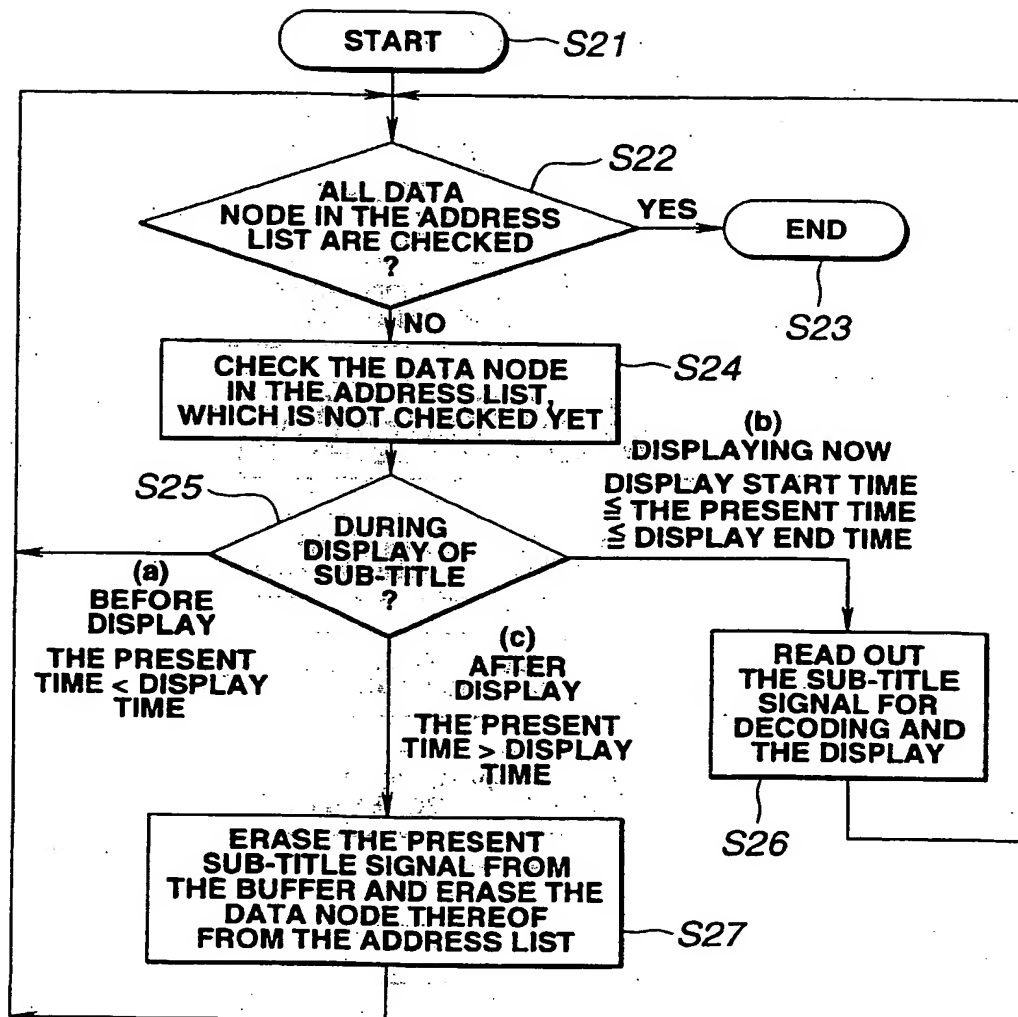 START
S21
S22
ALL DATA
NODE IN THE ADDRESS
LIST ARE CHECKED
?
YES
END
S23
NO
S24
CHECK THE DATA NODE
IN THE ADDRESS LIST,
WHICH IS NOT CHECKED YET
(b)
DISPLAYING NOW
DISPLAY START TIME
≦ THE PRESENT TIME
≦ DISPLAY END TIME
S25
DURING
DISPLAY OF
SUB-TITLE
?
(a)
BEFORE
DISPLAY
THE PRESENT
TIME < DISPLAY
TIME
(c)
AFTER
DISPLAY
THE PRESENT
TIME > DISPLAY
TIME
READ OUT
THE SUB-TITLE
SIGNAL FOR
DECODING AND
THE DISPLAY
S26
ERASE THE PRESENT
SUB-TITLE SIGNAL FROM
THE BUFFER AND ERASE THE
DATA NODE THEREOF
FROM THE ADDRESS LIST
S27